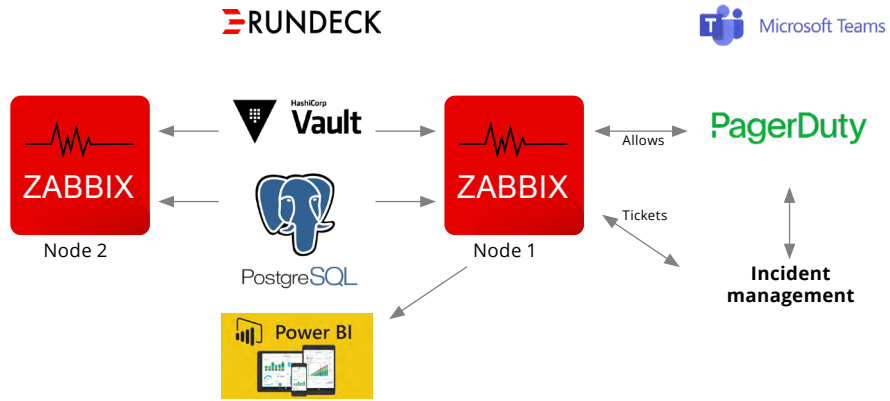 RUNDECK
Microsoft Teams
HashiCorp
Vault
ZABBIX
ZABBIX
Allows
PagerDuty
Node 2
PostgreSQL
Node 1
Tickets
Incident
management
Power BI